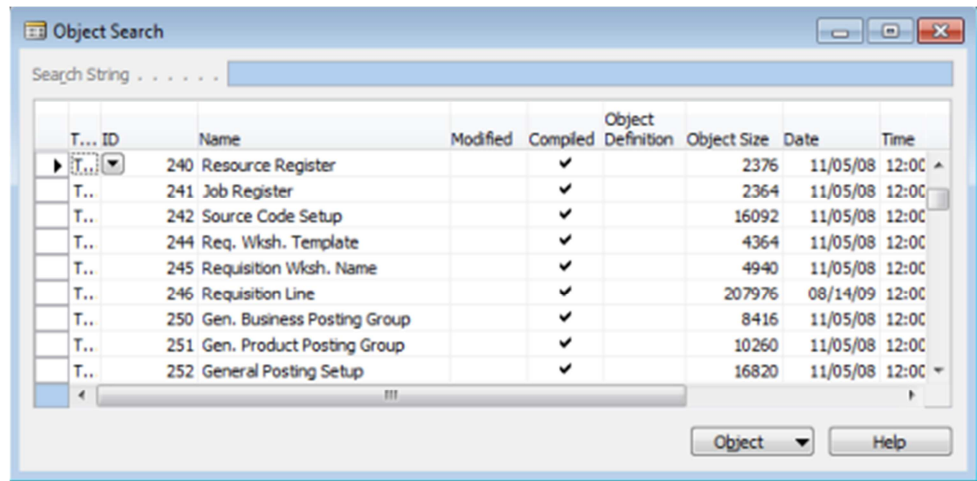 Object Search
Search String . . . . . .
T... ID Name Modified Compiled Object Definition Object Size Date Time
T... 240 Resource Register 2376 11/05/08 12:00
T... 241 Job Register 2364 11/05/08 12:00
T... 242 Source Code Setup 16092 11/05/08 12:00
T... 244 Req. Wksh. Template 4364 11/05/08 12:00
T... 245 Requisition Wksh. Name 4940 11/05/08 12:00
T... 246 Requisition Line 207976 08/14/09 12:00
T... 250 Gen. Business Posting Group 8416 11/05/08 12:00
T... 251 Gen. Product Posting Group 10260 11/05/08 12:00
T... 252 General Posting Setup 16820 11/05/08 12:00
Object Help